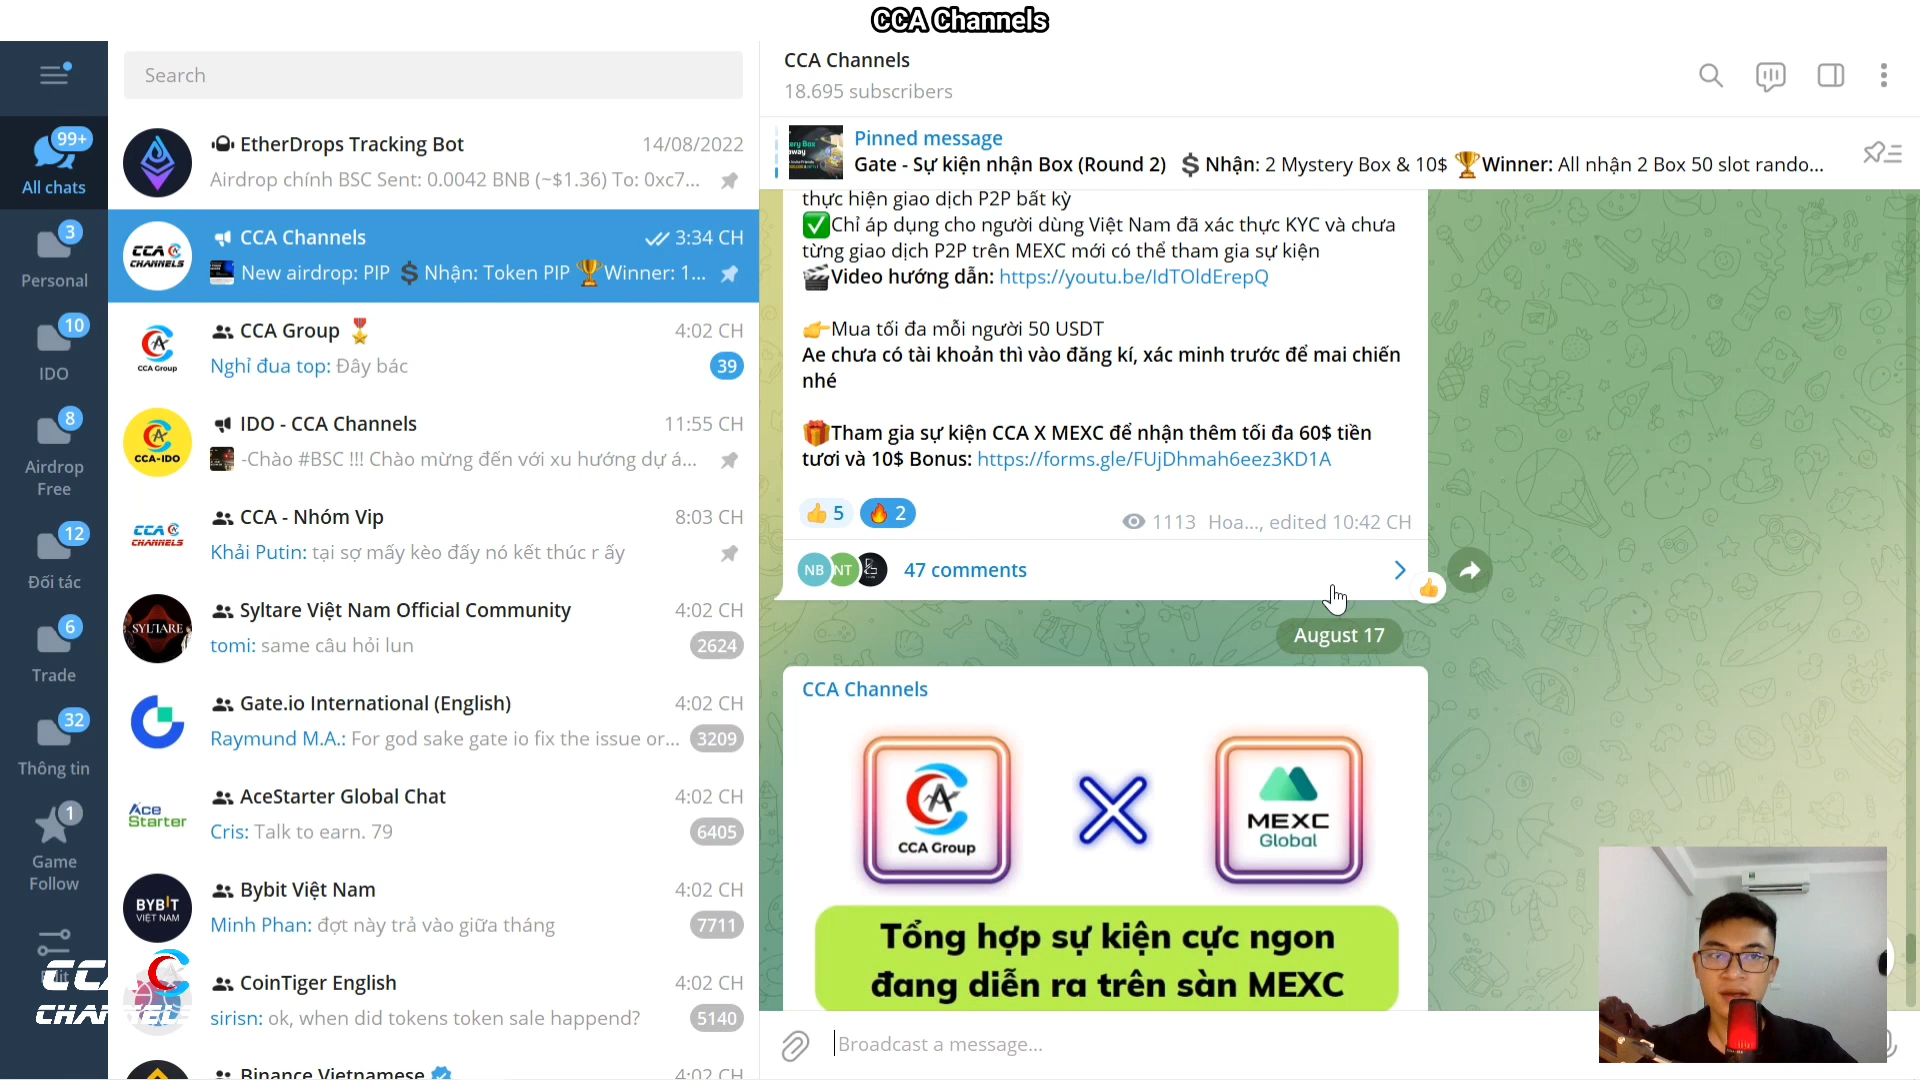 CCA Channels
Search
99+
All chats
3
Personal
10
IDO
8
Airdrop
Free
12
Đối tác
6
Trade
32
Thông tin
1
Game
Follow
CHANNELS
EtherDrops Tracking Bot 14/08/2022
Airdrop chính BSC Sent: 0.0042 BNB (~$1.36) To: 0xc7...
CCA CHANNELS
CCA Channels 3:34 CH
New airdrop: PIP Nhận: Token PIP Winner: 1...
CCA Group
CCA Group 4:02 CH
Nghỉ đua top: Đây bác 39
CCA-IDO
IDO - CCA Channels 11:55 CH
-Chào #BSC !!! Chào mừng đến với xu hướng dự á...
CCA CHANNELS
CCA - Nhóm Vip 8:03 CH
Khải Putin: tại sợ mấy kèo đấy nó kết thúc r ấy
SYLTARE
Syltare Việt Nam Official Community 4:02 CH
tomi: same câu hỏi lun 2624
Gate.io International (English) 4:02 CH
Raymund M.A.: For god sake gate io fix the issue or... 3209
Ace Starter
AceStarter Global Chat 4:02 CH
Cris: Talk to earn. 79 6405
BYBIT VIỆT NAM
Bybit Việt Nam 4:02 CH
Minh Phan: đợt này trả vào giữa tháng 7711
CoinTiger English 4:02 CH
sirisn: ok, when did tokens token sale happend? 5140
Binance Vietnamese 4:02 CH
CCA Channels
18.695 subscribers
Pinned message
Gate - Sự kiện nhận Box (Round 2) Nhận: 2 Mystery Box & 10$ Winner: All nhận 2 Box 50 slot rando...
thực hiện giao dịch P2P bất kỳ
Chỉ áp dụng cho người dùng Việt Nam đã xác thực KYC và chưa
từng giao dịch P2P trên MEXC mới có thể tham gia sự kiện
Video hướng dẫn: https://youtu.be/IdTOldErepQ
Mua tối đa mỗi người 50 USDT
Ae chưa có tài khoản thì vào đăng kí, xác minh trước để mai chiến
nhé
Tham gia sự kiện CCA X MEXC để nhận thêm tối đa 60$ tiền
tươi và 10$ Bonus: https://forms.gle/FUjDhmah6eez3KD1A
5 2 1113 Hoa..., edited 10:42 CH
NB NT 47 comments
August 17
CCA Channels
CCA Group
MEXC
Global
Tổng hợp sự kiện cực ngon
đang diễn ra trên sàn MEXC
Broadcast a message...